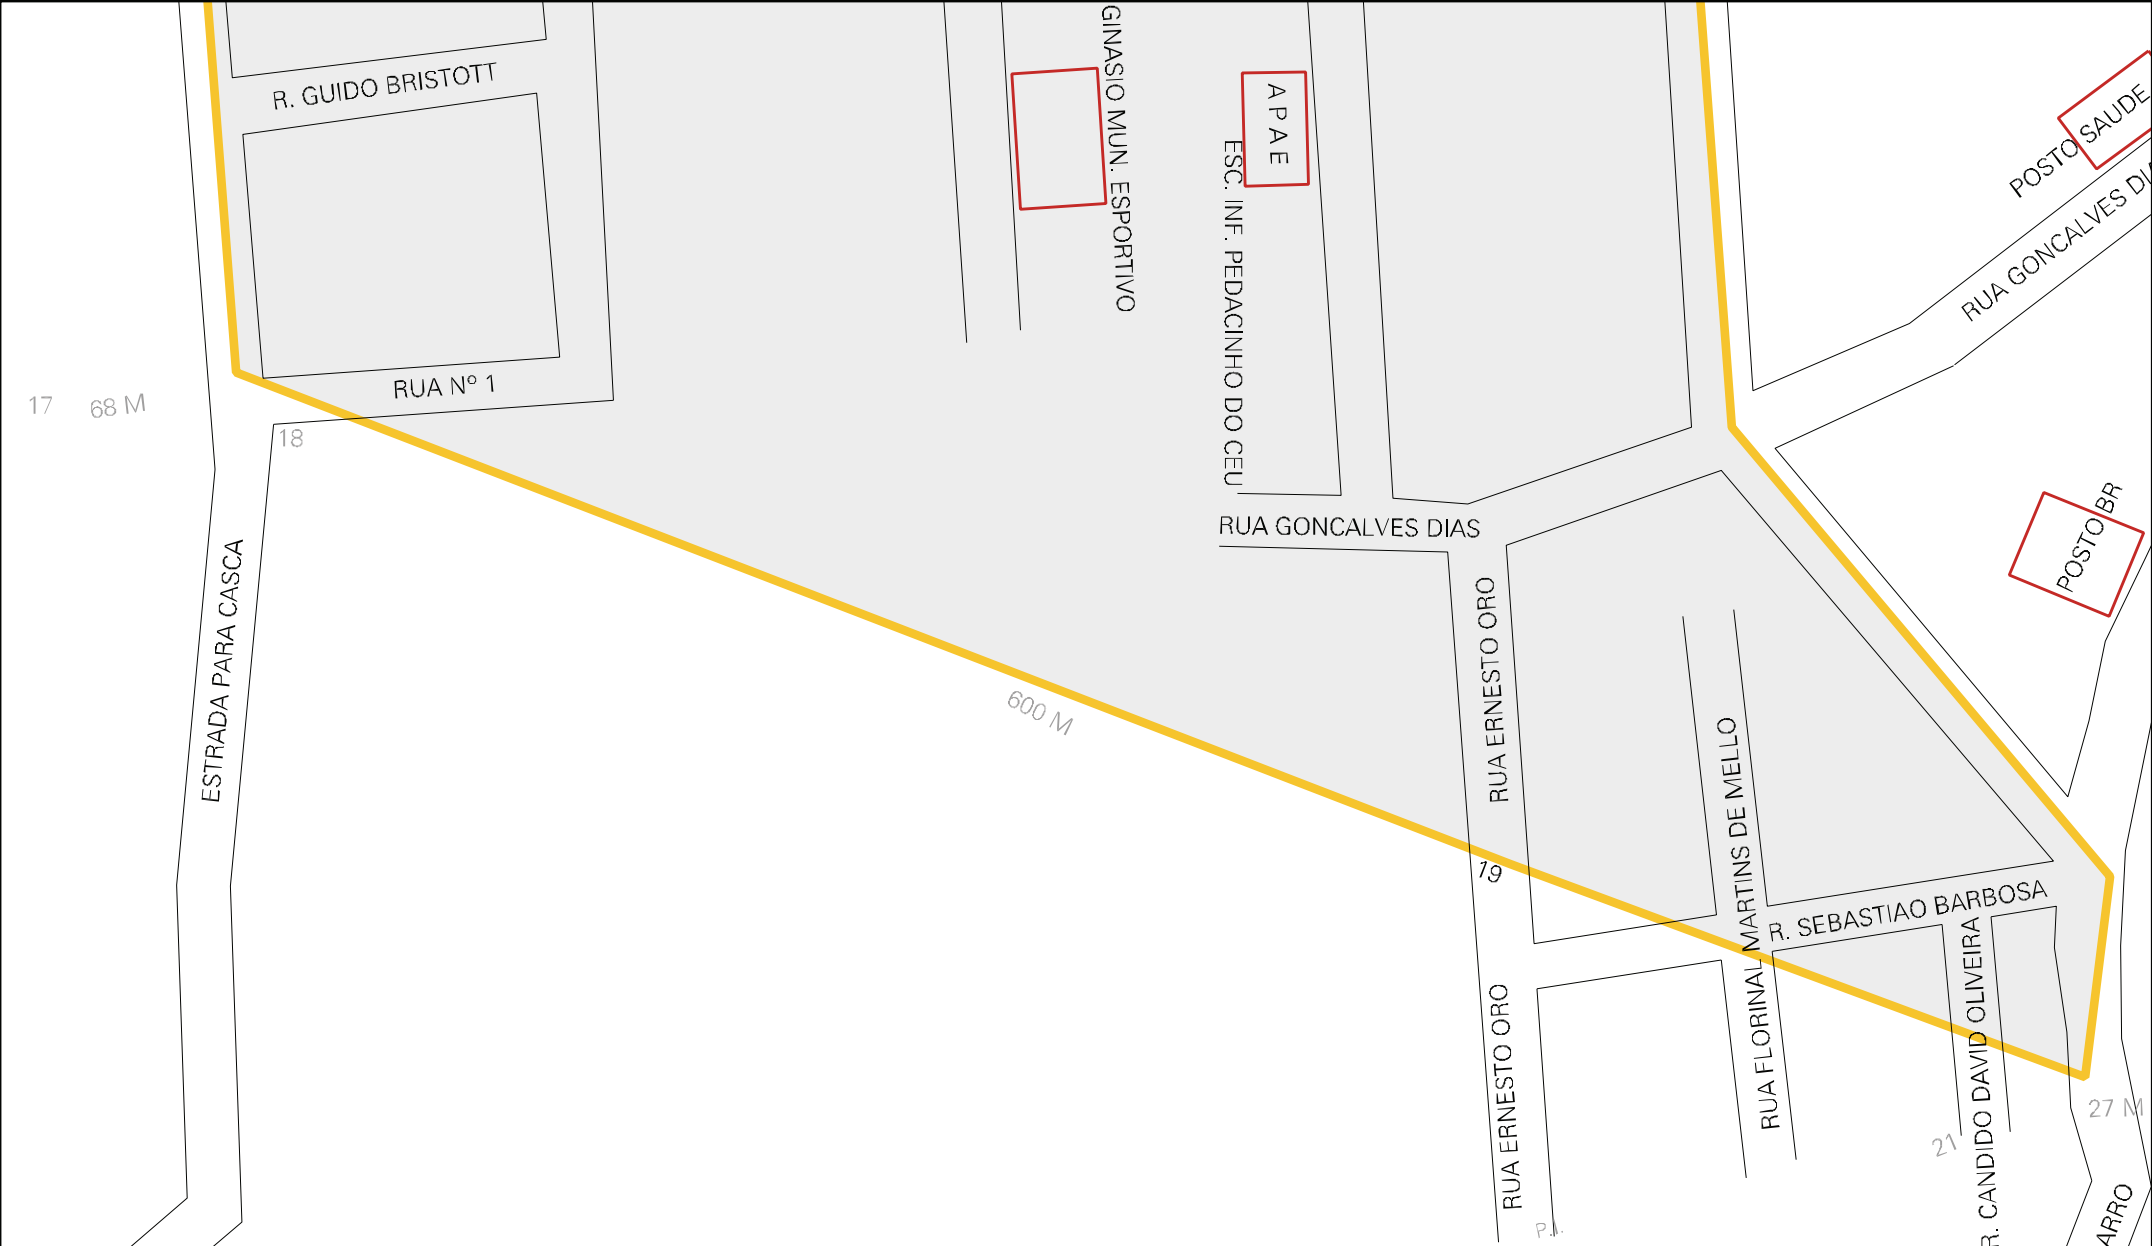 GINASIO MUN. ESPORTIVO
R. GUIDO BRISTOTT
A P A E
SAUDE
POSTO
ESC. INF. PEDACINHO DO CEU
RUA GONCALVES DI
RUA Nº 1
17
68 M
18
POSTO BR
RUA GONCALVES DIAS
ESTRADA PARA CASCA
RUA ERNESTO ORO
600 M
RUA FLORINAL MARTINS DE MELLO
19
R. SEBASTIAO BARBOSA
R. CANDIDO DAVID OLIVEIRA
RUA ERNESTO ORO
27 M
21
ARRO
P.I.